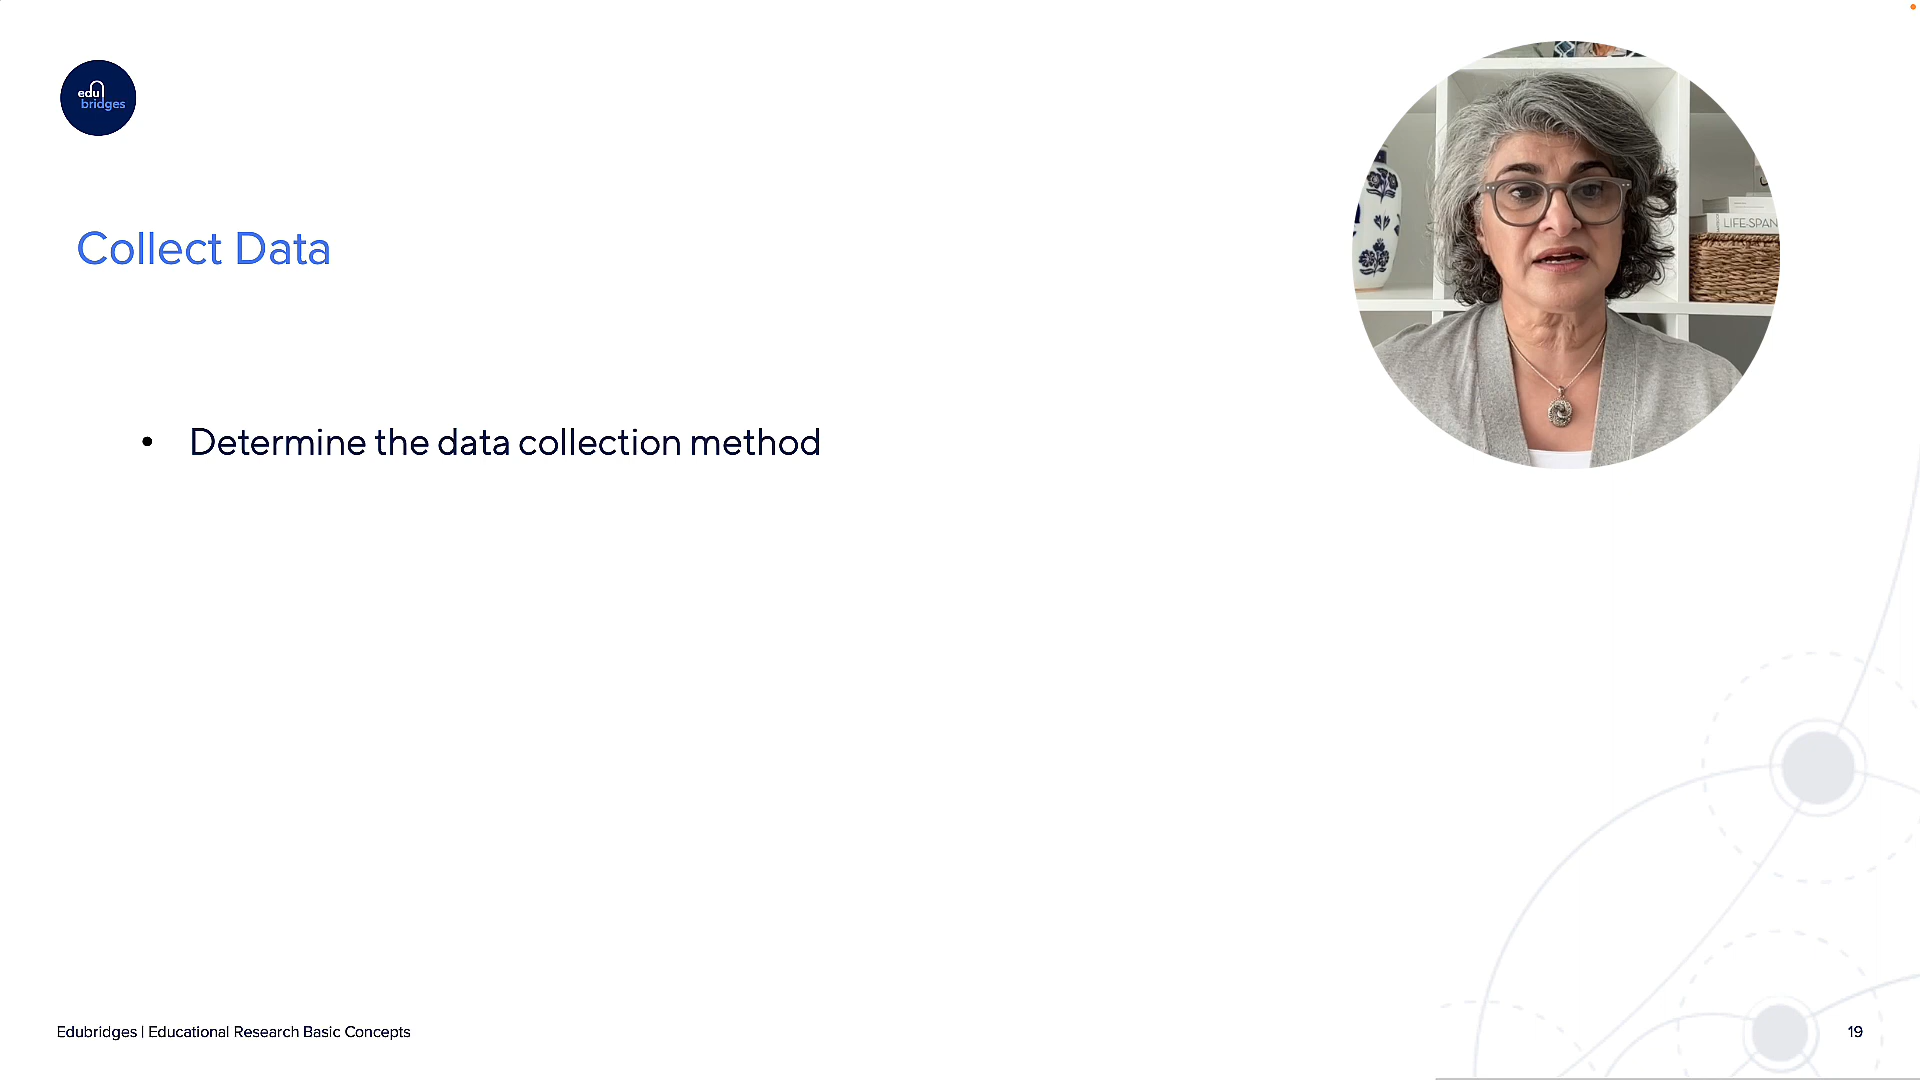 edu
bridges
Collect Data
LIFE-SPAN
• Determine the data collection method
Edubridges | Educational Research Basic Concepts
19